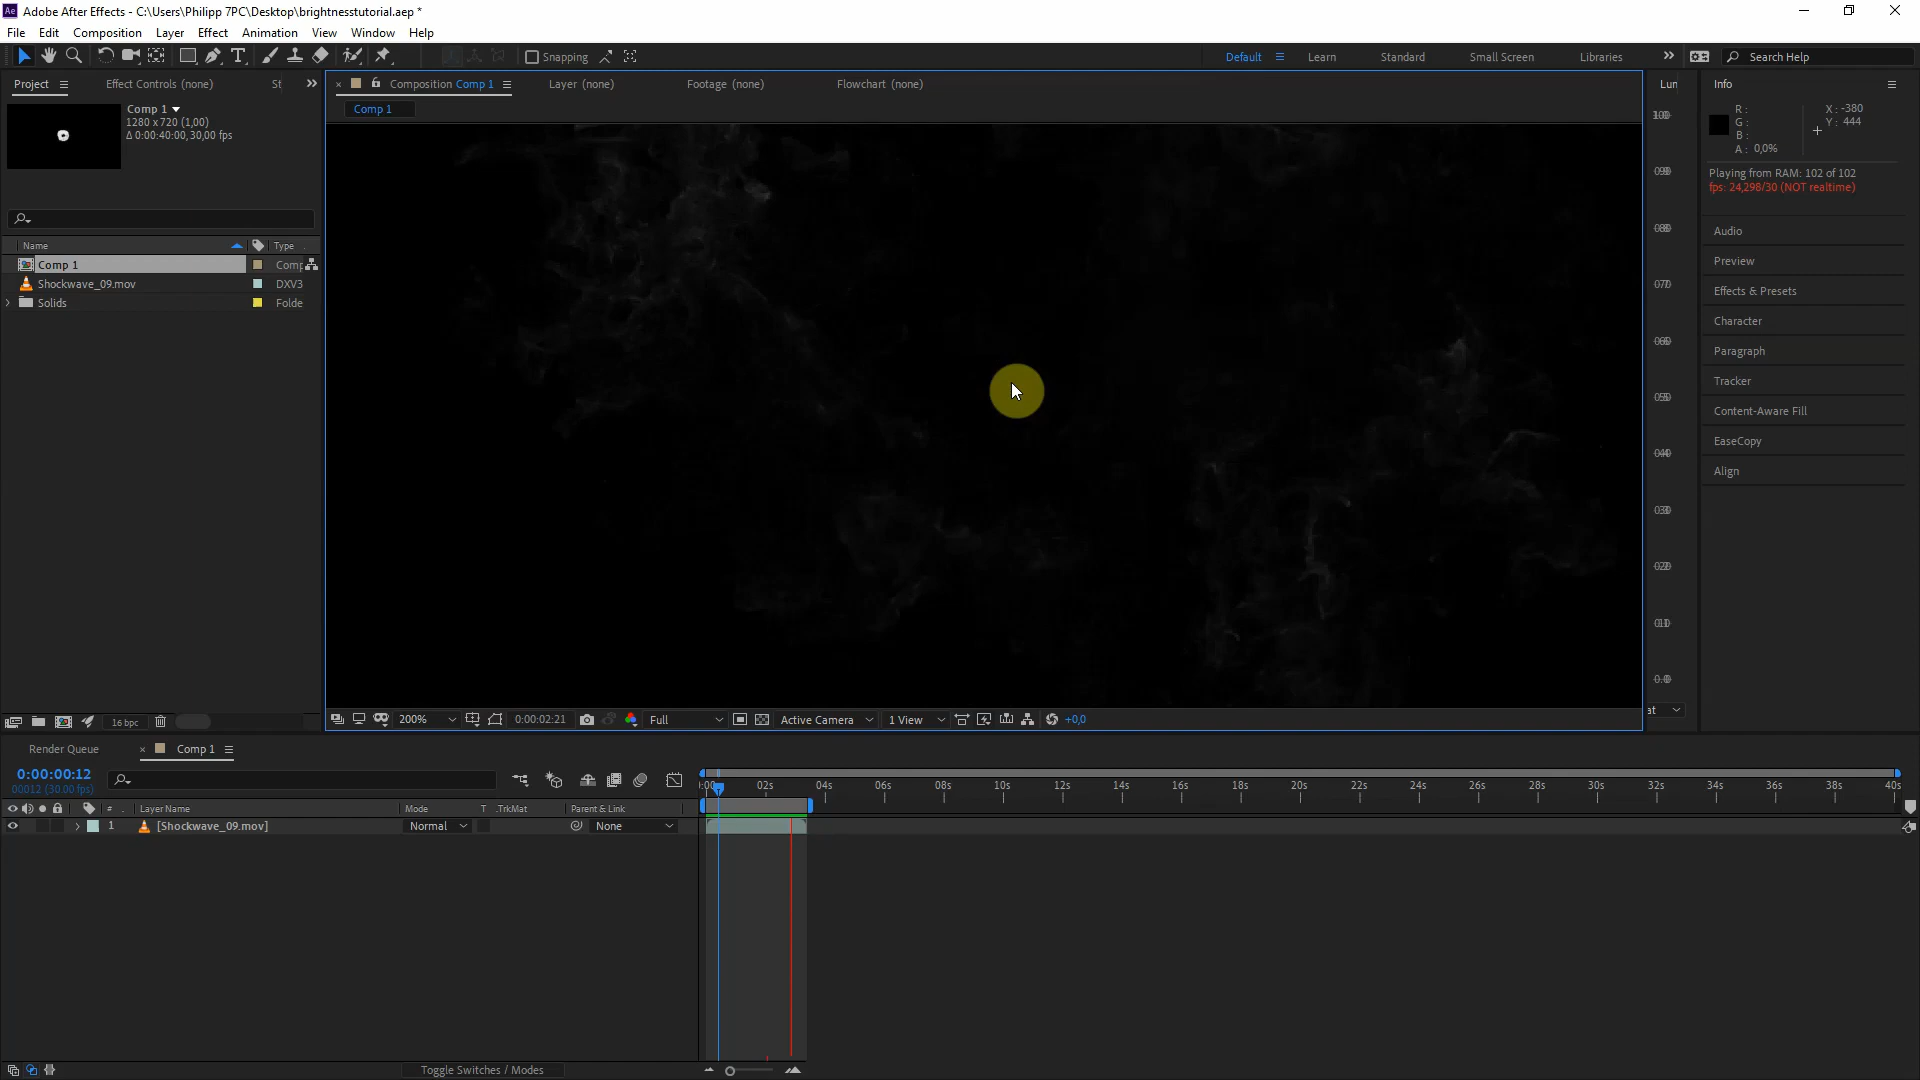 Adobe After Effects - C:\Users\Philipp 7PC\Desktop\brightnesstutorial.aep *
File Edit Composition Layer Effect Animation View Window Help
Snapping
Default Learn Standard Small Screen Libraries Search Help
Project Effect Controls (none) St
Comp 1
1280 x 720 (1,00)
Δ 0:00:40:00, 30,00 fps
Name Type
Comp 1 Comp
Shockwave_09.mov DXV3
Solids Folde
16 bpc
Composition Comp 1 Layer (none) Footage (none) Flowchart (none)
Comp 1
200% 0:00:02:21 Full Active Camera 1 View +0,0
Lun
at
Info
R :
G :
B :
A : 0,0%
X : -380
Y : 444
Playing from RAM: 102 of 102
fps: 24,298/30 (NOT realtime)
Audio
Preview
Effects & Presets
Character
Paragraph
Tracker
Content-Aware Fill
EaseCopy
Align
Render Queue Comp 1
0:00:00:12
00012 (30.00 fps)
# Layer Name Mode T .TrkMat Parent & Link
1 [Shockwave_09.mov] Normal None
02s 04s 06s 08s 10s 12s 14s 16s 18s 20s 22s 24s 26s 28s 30s 32s 34s 36s 38s 40s
Toggle Switches / Modes